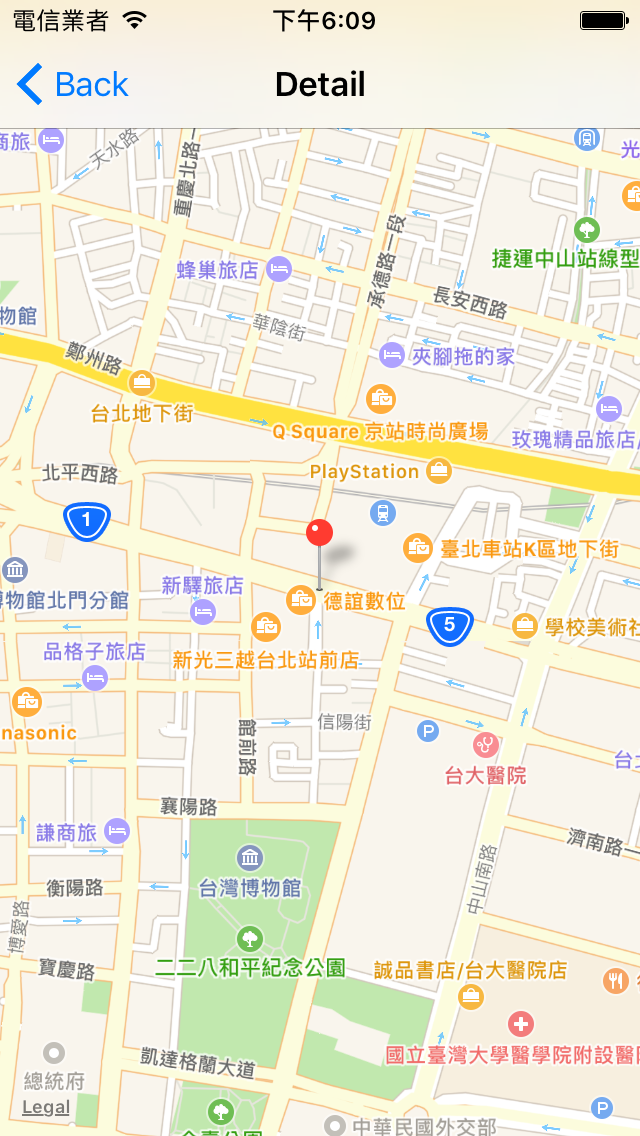 電信業者
下午6:09
Back
Detail
商旅
天水路
重慶北路一
光
承德路一段
捷運中山站線型
蜂巢旅店
物館
長安西路
華陰街
鄭州路
夾腳拖的家
台北地下街
Q Square 京站時尚廣場
玫瑰精品旅店
PlayStation
北平西路
1
臺北車站K區地下街
新驛旅店
博物館北門分館
德誼數位
5
學校美術社
品格子旅店
新光三越台北站前店
信陽街
館前路
nasonic
P
台大醫院
襄陽路
謙商旅
濟南路一
中山南路
衡陽路
台灣博物館
博愛路
寶慶路
二二八和平紀念公園
誠品書店/台大醫院店
國立臺灣大學醫學院附設醫
凱達格蘭大道
總統府
Legal
P
中華民國外交部